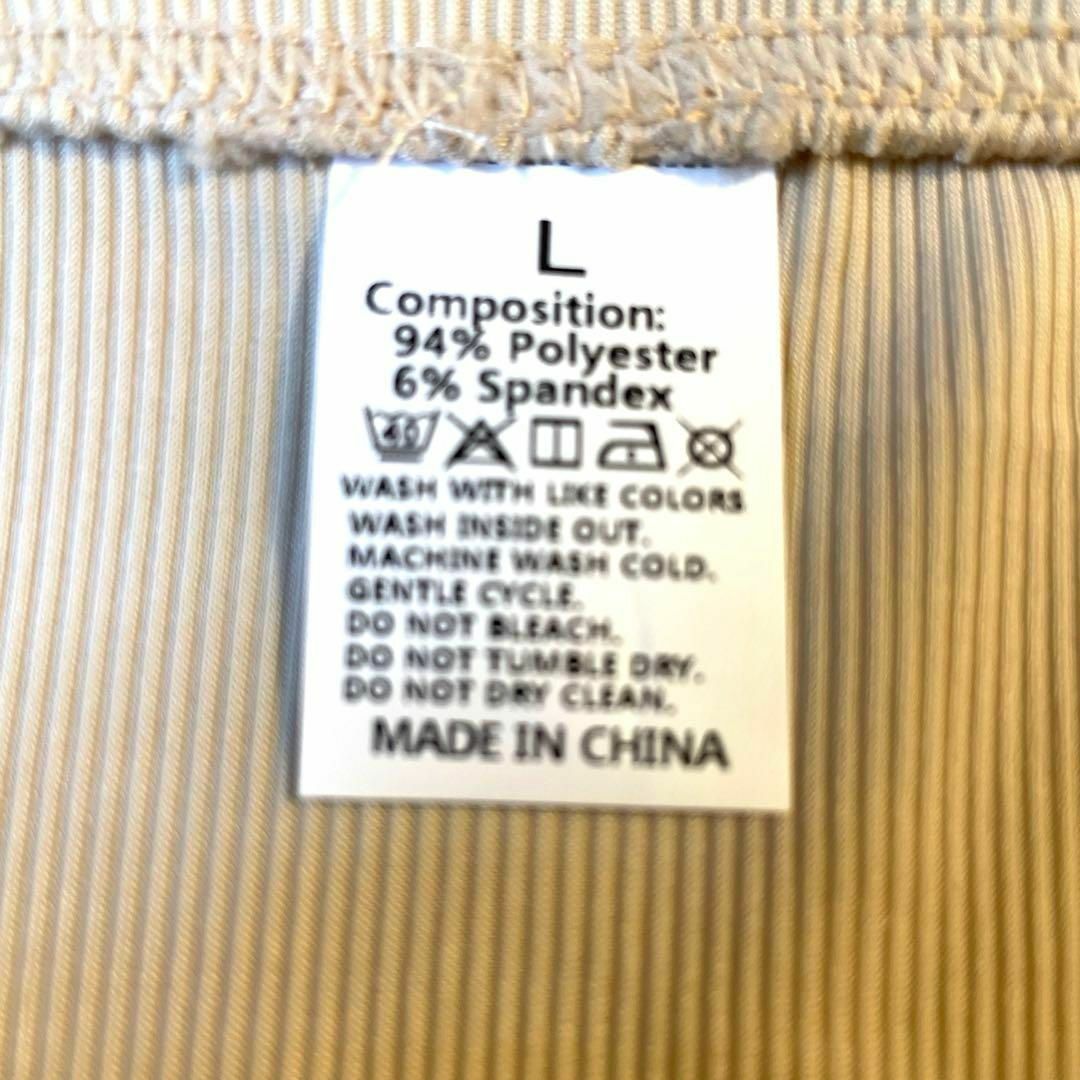 L
Composition:
94% Polyester
6% Spandex
40
WASH WITH LIKE COLORS
WASH INSIDE OUT.
MACHINE WASH COLD.
GENTLE CYCLE.
DO NOT BLEACH.
DO NOT TUMBLE DRY.
DO NOT DRY CLEAN.
MADE IN CHINA